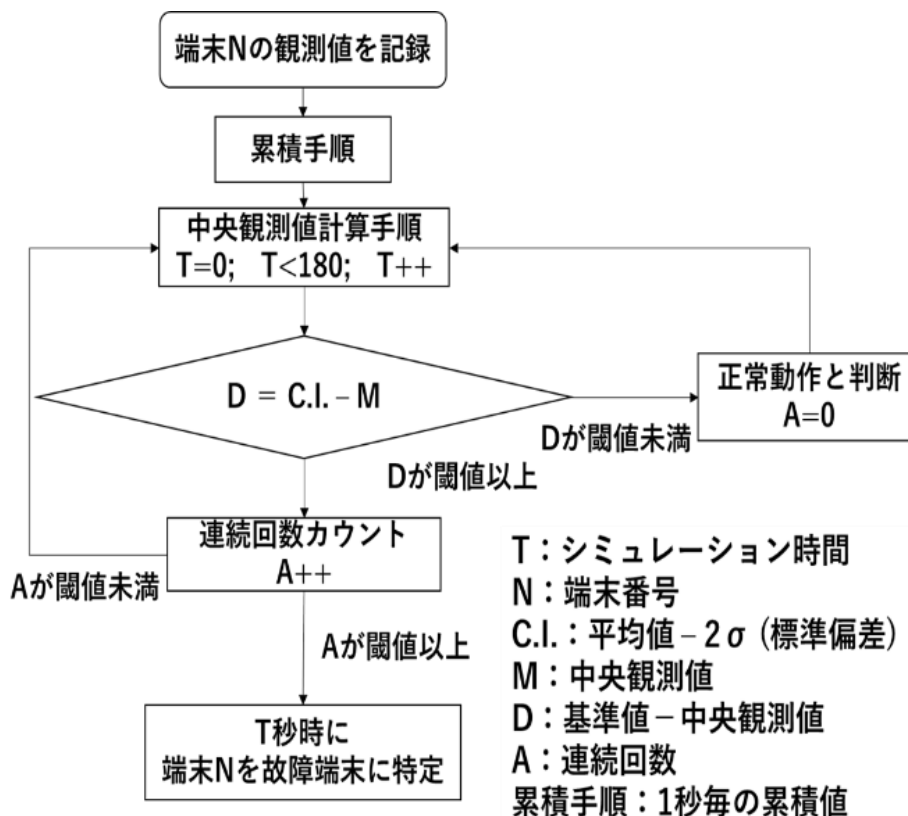 端末Nの観測値を記録
累積手順
中央観測値計算手順
T=0; T<180; T++
D = C.I. – M
正常動作と判断
A=0
Dが閾値未満
Dが閾値以上
連続回数カウント
A++
Aが閾値未満
Aが閾値以上
T秒時に
端末Nを故障端末に特定
T：シミュレーション時間
N：端末番号
C.I.：平均値 – 2σ (標準偏差)
M：中央観測値
D：基準値 – 中央観測値
A：連続回数
累積手順：1秒毎の累積値